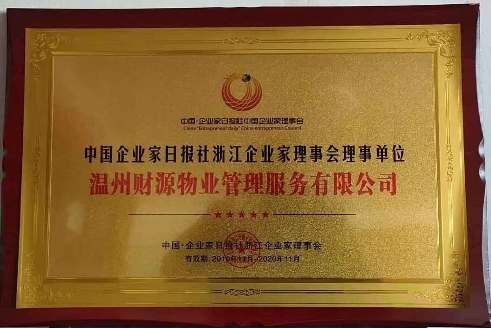 中国·企业家日报社中国企业家理事会
China "Entrepreneur daily" China entrepreneur Council
中国企业家日报社浙江企业家理事会理事单位
温州财源物业管理服务有限公司
中国·企业家日报社浙江企业家理事会
有效期:2019年12月-2020年11月